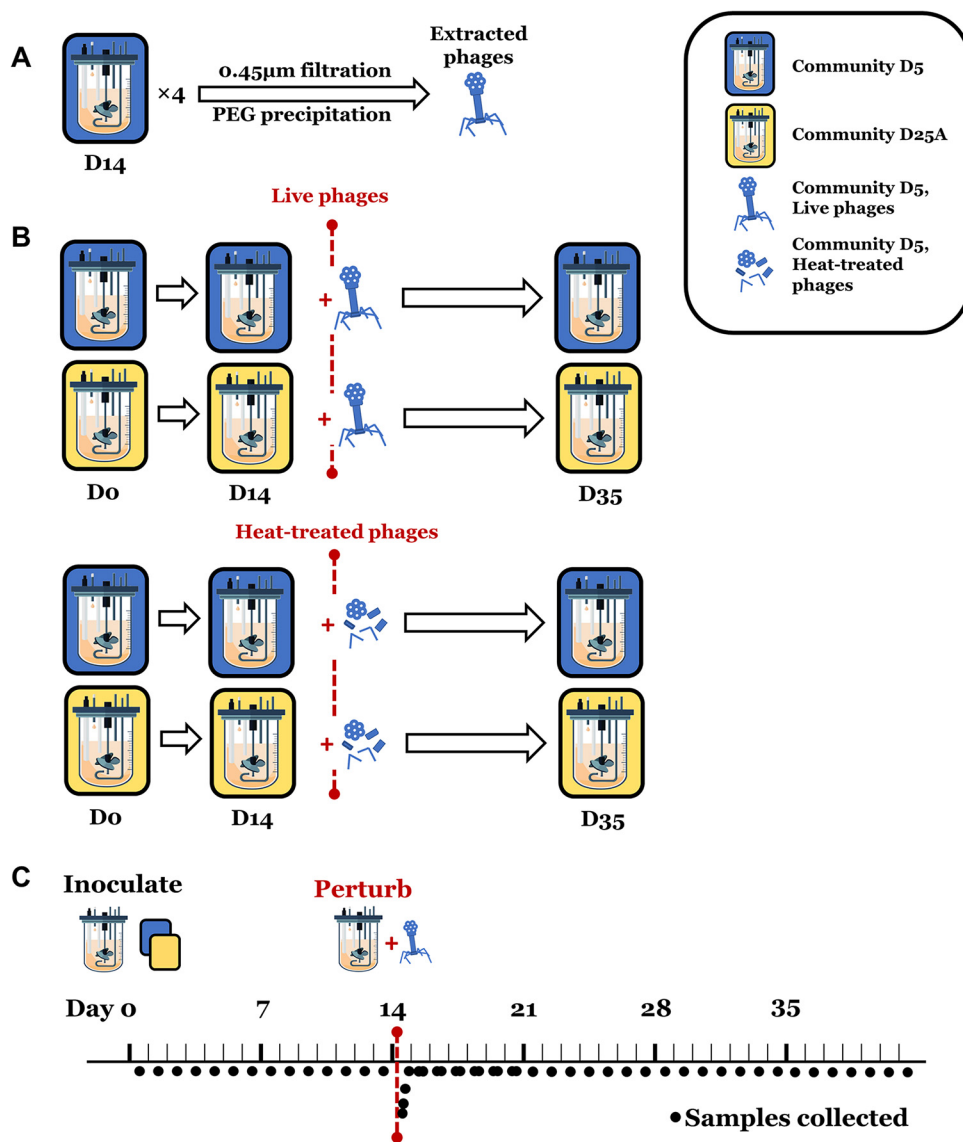 A
×4
0.45µm filtration
PEG precipitation
Extracted
phages
D14
Community D5
Community D25A
Community D5,
Live phages
Community D5,
Heat-treated
phages
B
Live phages
+
+
D0
D14
D35
Heat-treated phages
+
+
D0
D14
D35
C
Inoculate
Perturb
+
Day 0
7
14
21
28
35
Samples collected